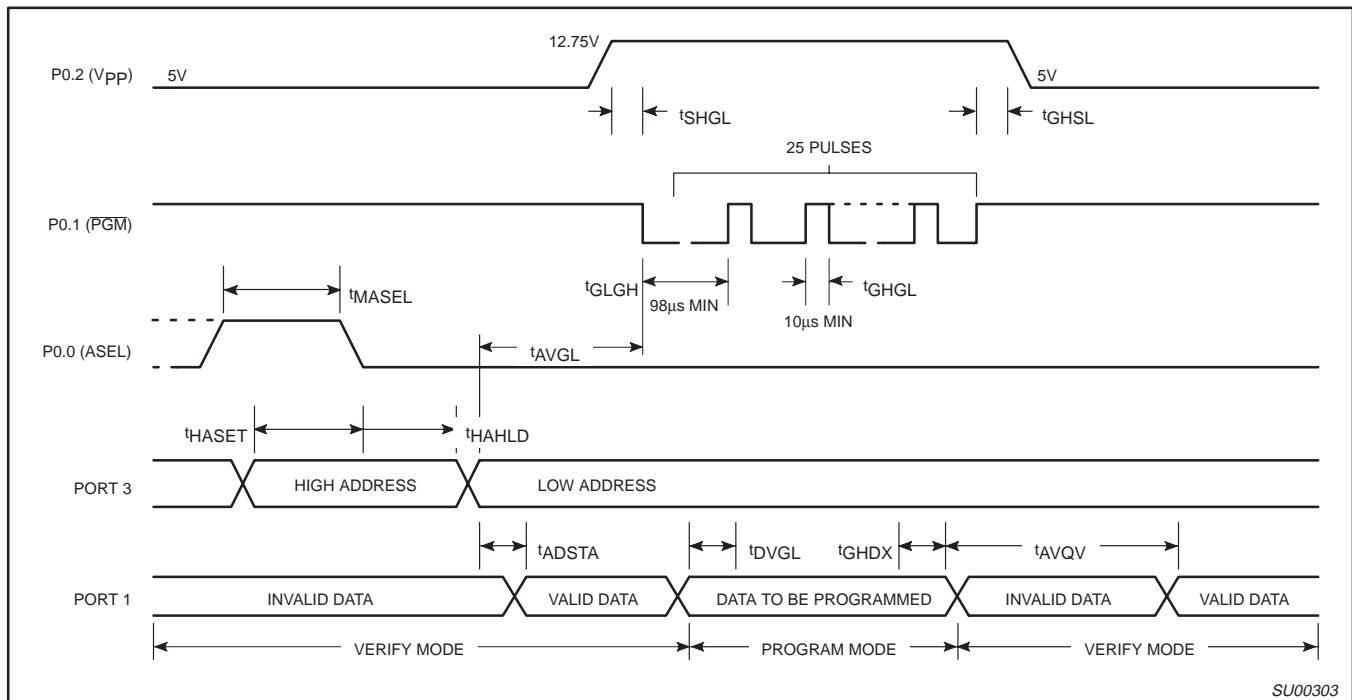 12.75V
P0.2 (VPP)
5V
5V
tSHGL
tGHSL
25 PULSES
P0.1 (P̅G̅M̅)
tMASEL
tGLGH
98µs MIN
tGHGL
10µs MIN
P0.0 (ASEL)
tAVGL
tHASET
tHAHLD
PORT 3
HIGH ADDRESS
LOW ADDRESS
tADSTA
tDVGL
tGHDX
tAVQV
PORT 1
INVALID DATA
VALID DATA
DATA TO BE PROGRAMMED
INVALID DATA
VALID DATA
VERIFY MODE
PROGRAM MODE
VERIFY MODE
SU00303